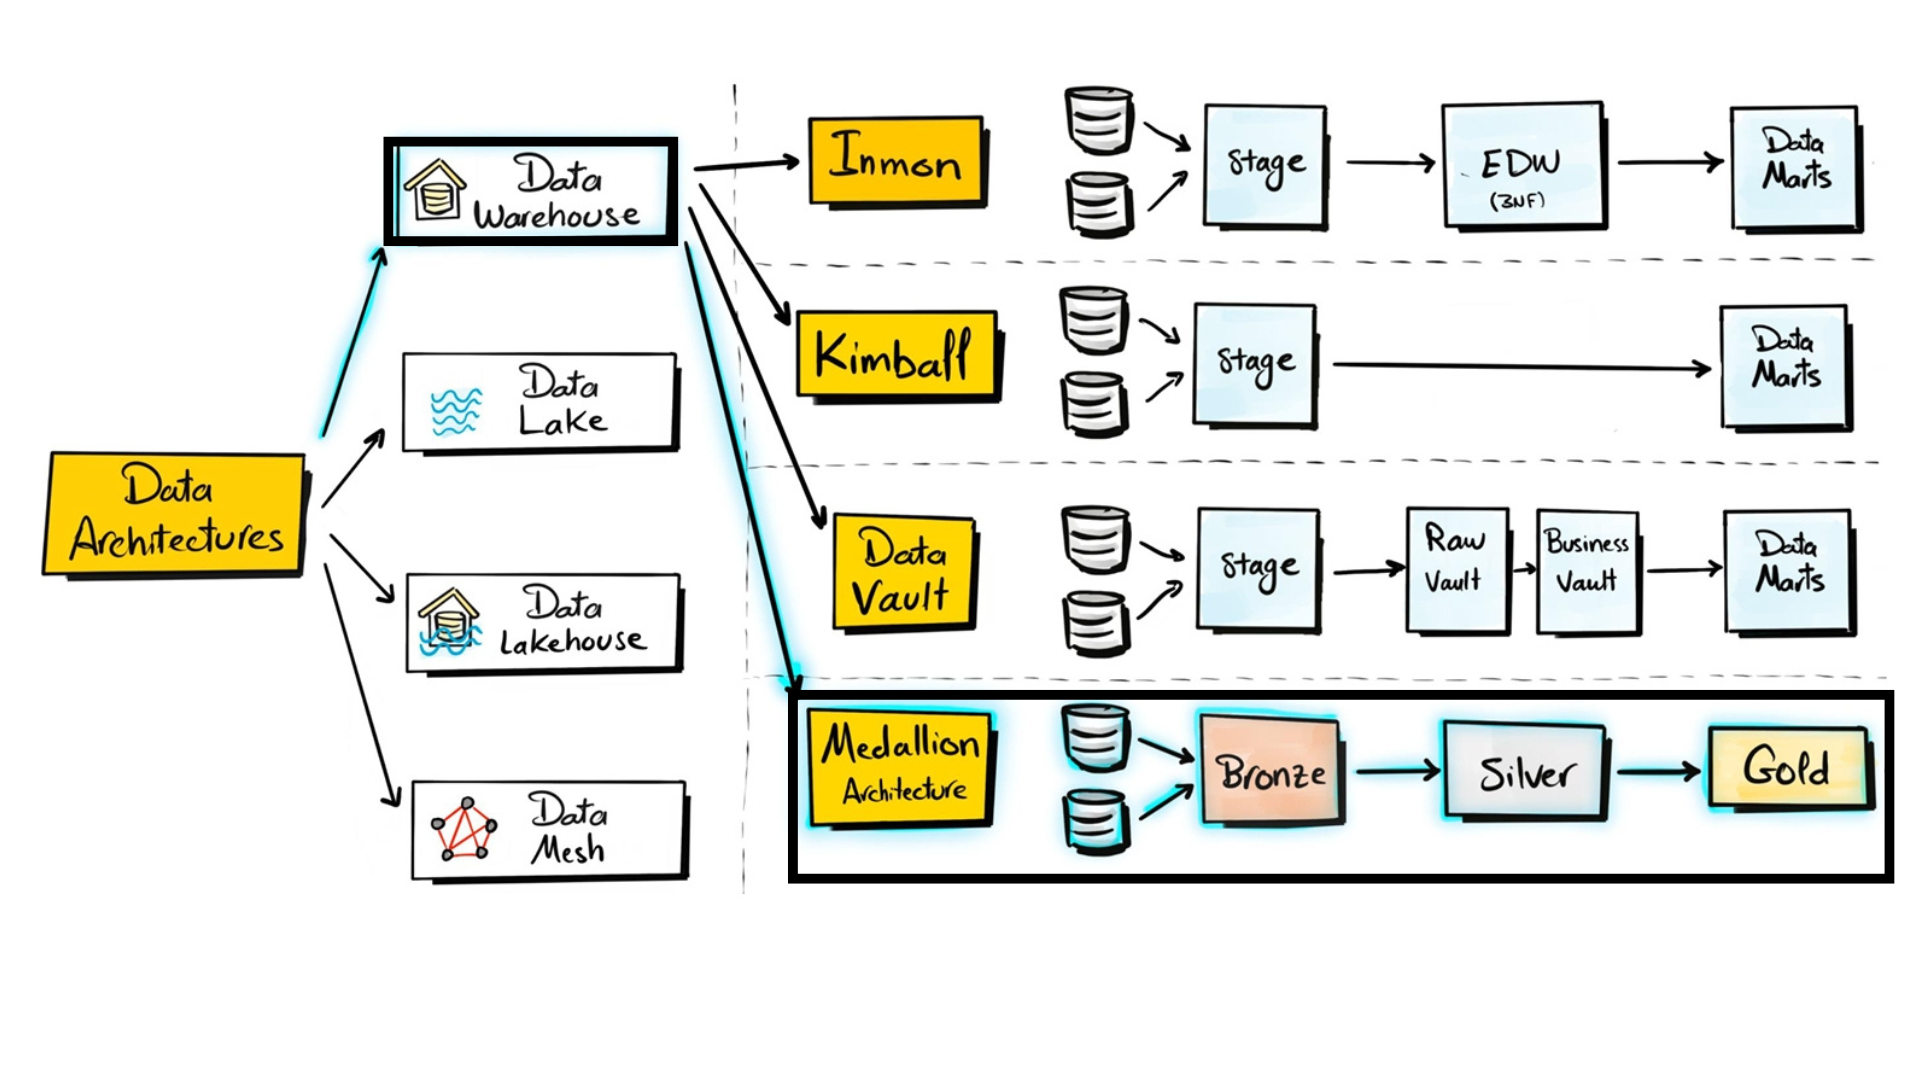 Data
Architectures
Data
Warehouse
Data
Lake
Data
Lakehouse
Data
Mesh
Inmon
Stage
EDW
(3NF)
Data
Marts
Kimball
Stage
Data
Marts
Data
Vault
Stage
Raw
Vault
Business
Vault
Data
Marts
Medallion
Architecture
Bronze
Silver
Gold